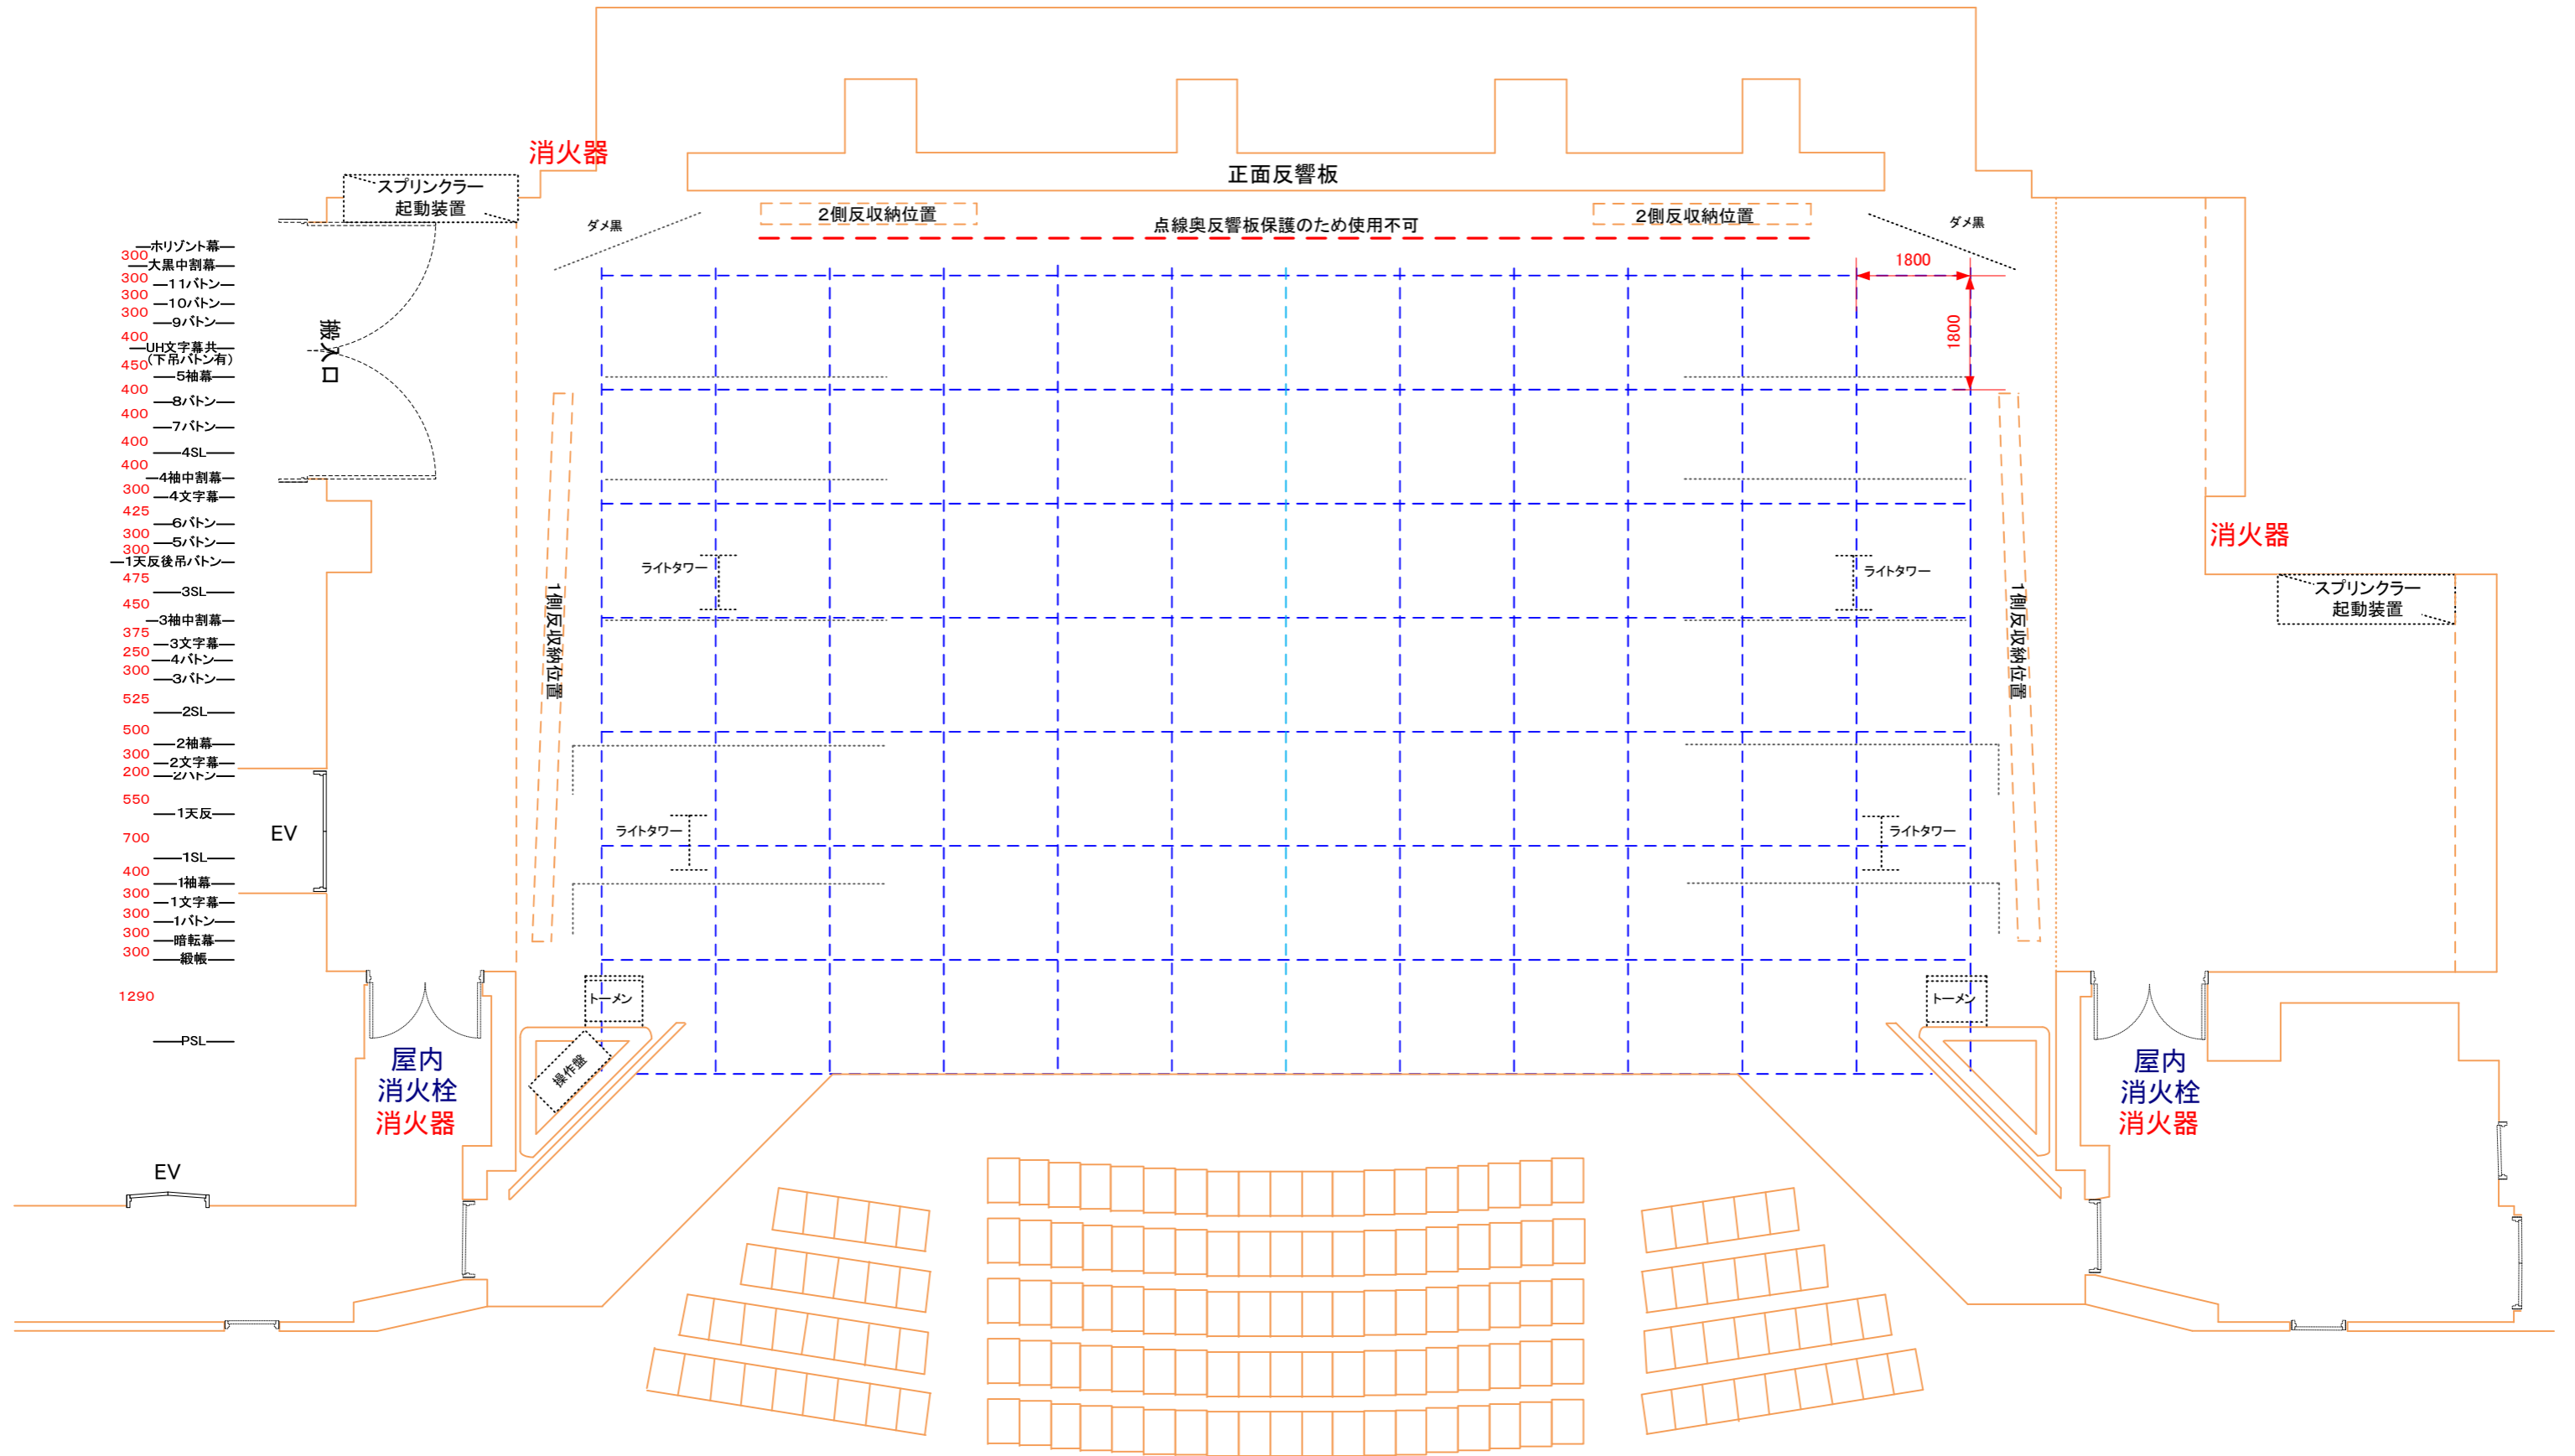 消火器
スプリンクラー
起動装置
正面反響板
2側反収納位置
2側反収納位置
点線奥反響板保護のため使用不可
ダメ黒
ダメ黒
1800
1800
搬入口
ホリゾント幕
300
大黒中割幕
300
11バトン
300
10バトン
300
9バトン
400
UH文字幕共
(下吊バトン有)
450
5袖幕
400
8バトン
400
7バトン
400
4SL
400
4袖中割幕
300
4文字幕
425
6バトン
300
5バトン
300
1天反後吊バトン
475
3SL
450
3袖中割幕
375
3文字幕
250
4バトン
300
3バトン
525
2SL
500
2袖幕
300
2文字幕
200
2バトン
550
1天反
700
1SL
400
1袖幕
300
1文字幕
300
1バトン
300
暗転幕
300
緞帳
1290
PSL
消火器
スプリンクラー
起動装置
ライトタワー
ライトタワー
1側反収納位置
1側反収納位置
ライトタワー
ライトタワー
EV
トーメン
トーメン
操作盤
屋内
消火栓
消火器
屋内
消火栓
消火器
EV